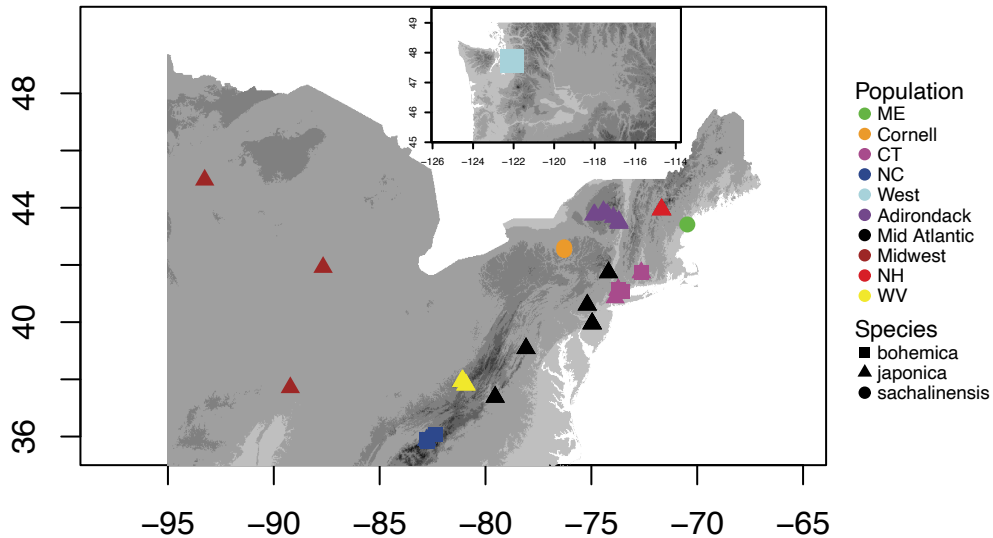 49
48
47
46
45
−126
−124
−122
−120
−118
−116
−114
48
44
40
36
−95
−90
−85
−80
−75
−70
−65
Population
ME
Cornell
CT
NC
West
Adirondack
Mid Atlantic
Midwest
NH
WV
Species
bohemica
japonica
sachalinensis